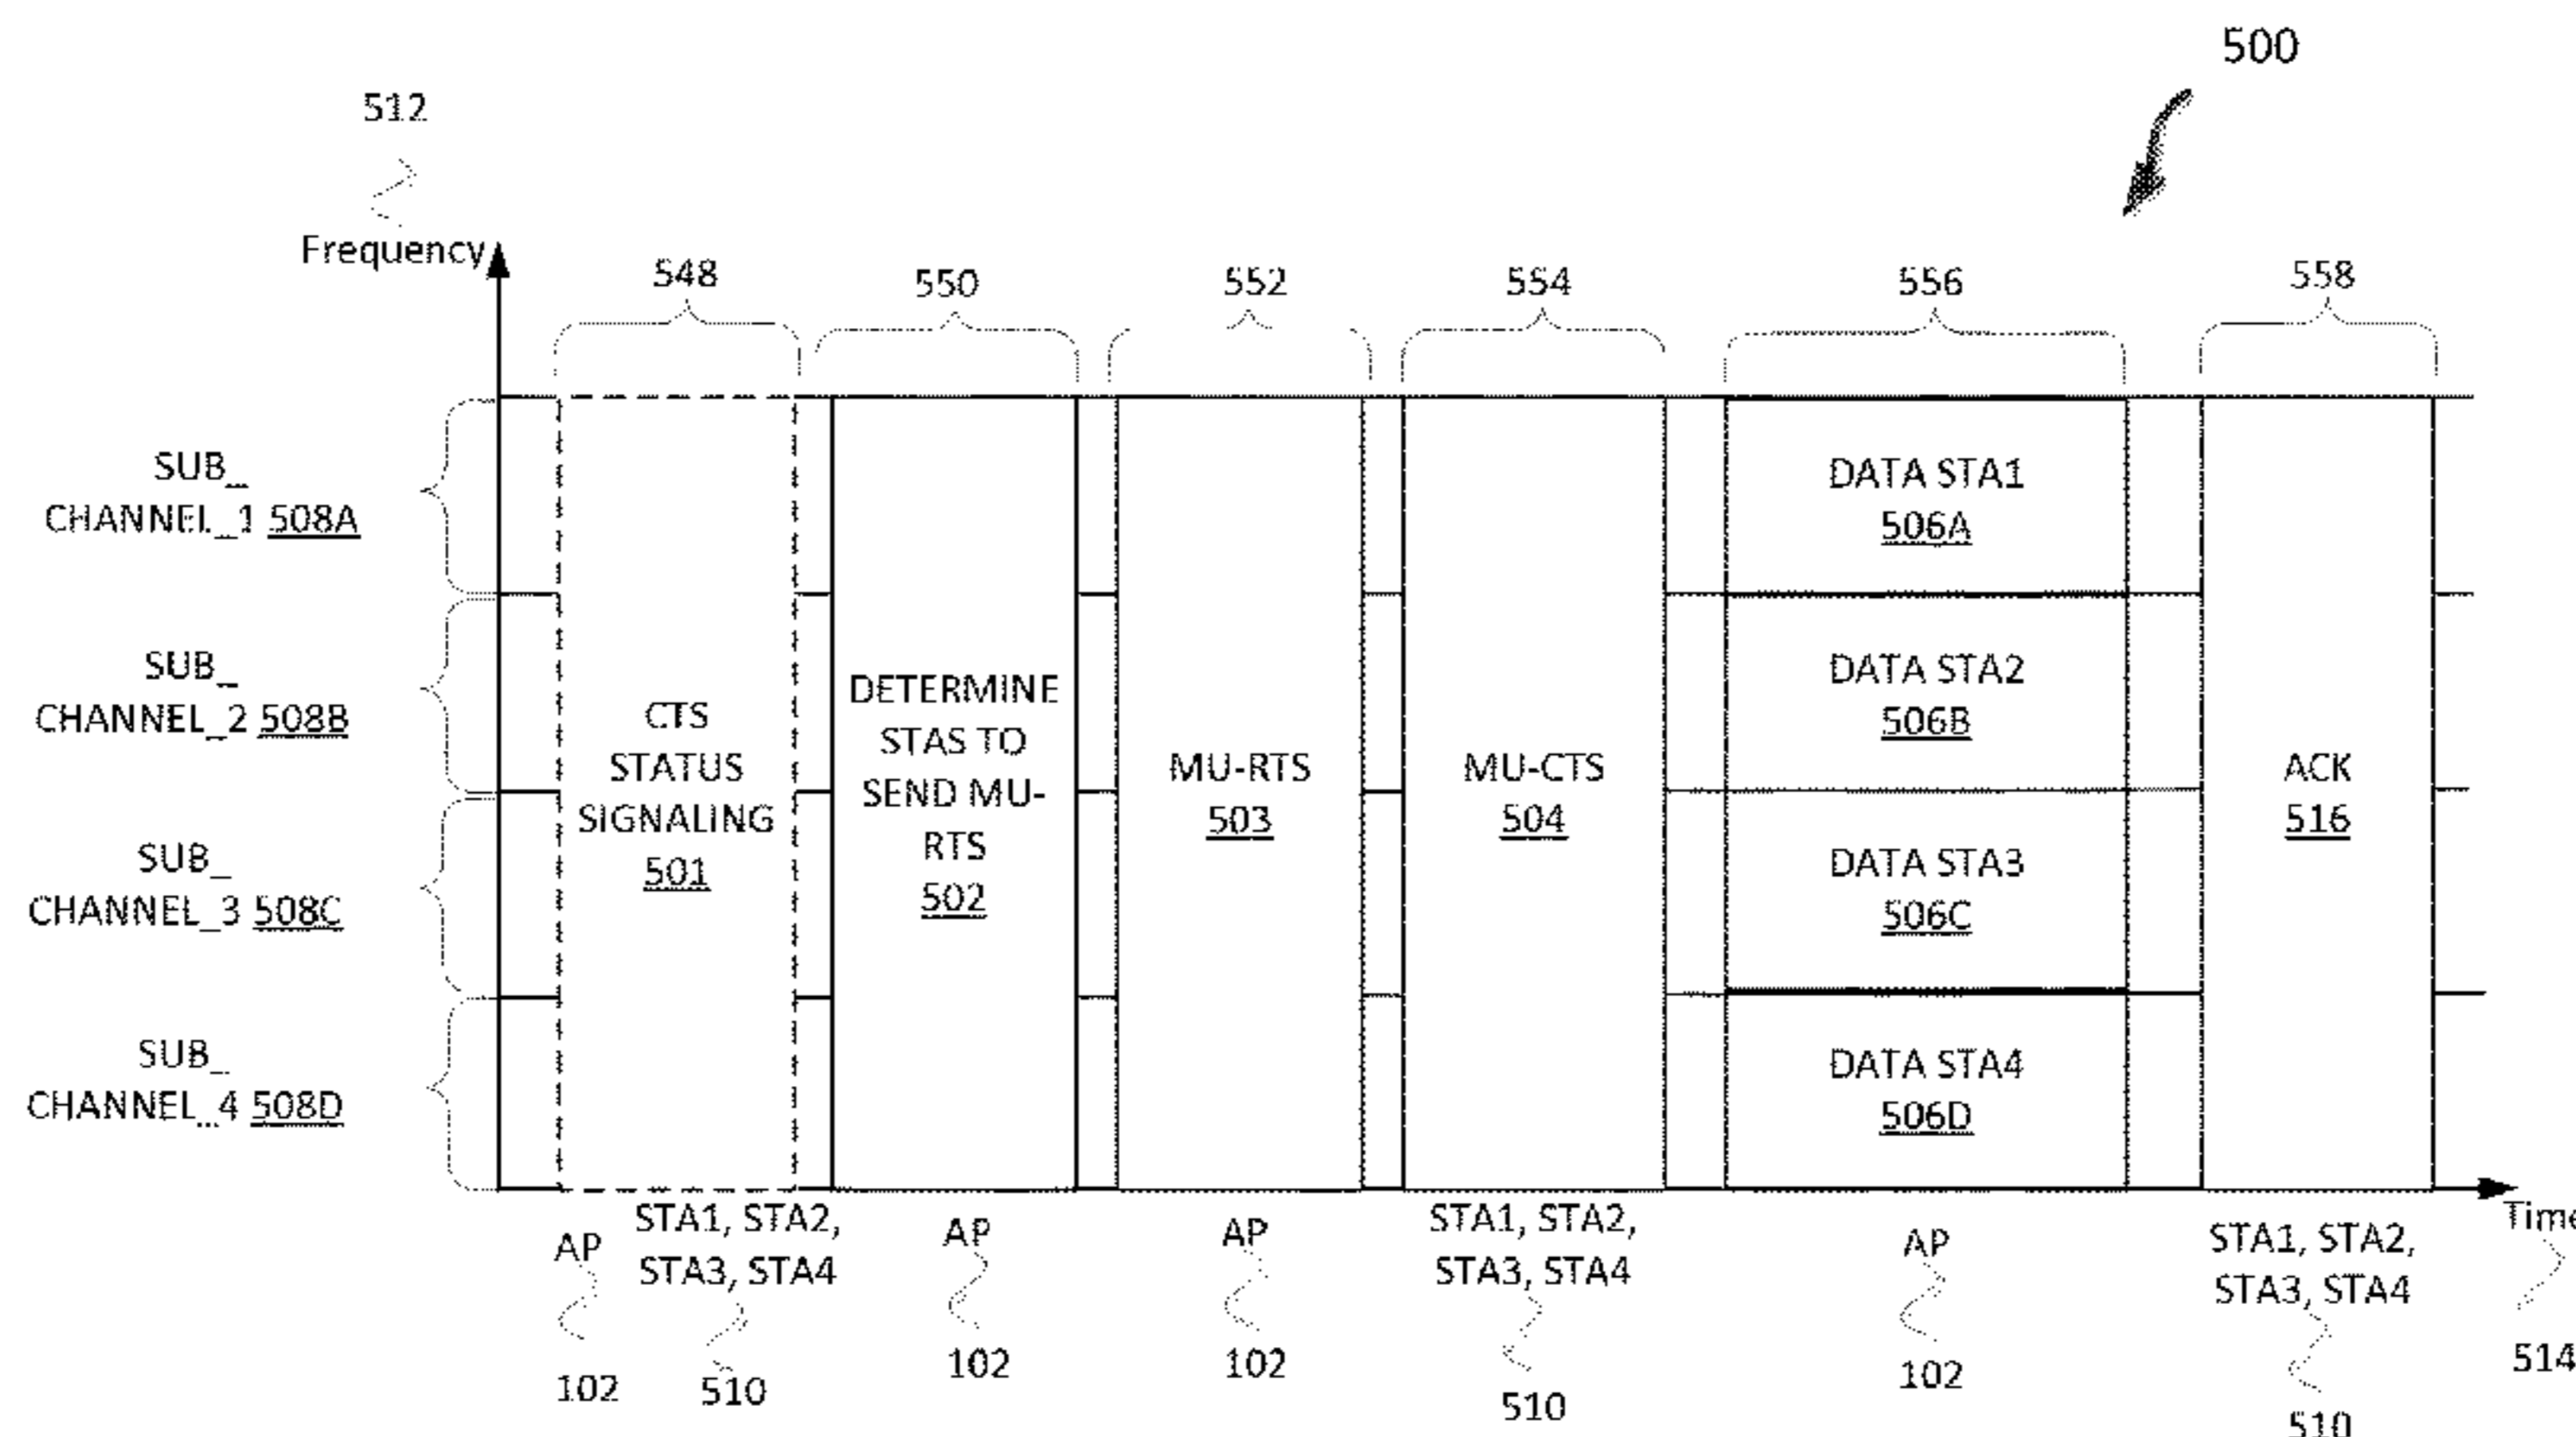 500
512
Frequency
548
550
552
554
556
558
SUB_
CHANNEL_1 508A
SUB_
CHANNEL_2 508B
SUB_
CHANNEL_3 508C
SUB_
CHANNEL_4 508D
CTS
STATUS
SIGNALING
501
DETERMINE
STAS TO
SEND MU-
RTS
502
MU-RTS
503
MU-CTS
504
DATA STA1
506A
DATA STA2
506B
DATA STA3
506C
DATA STA4
506D
ACK
516
AP
102
STA1, STA2,
STA3, STA4
510
AP
102
AP
102
STA1, STA2,
STA3, STA4
510
AP
102
STA1, STA2,
STA3, STA4
510
Time
514